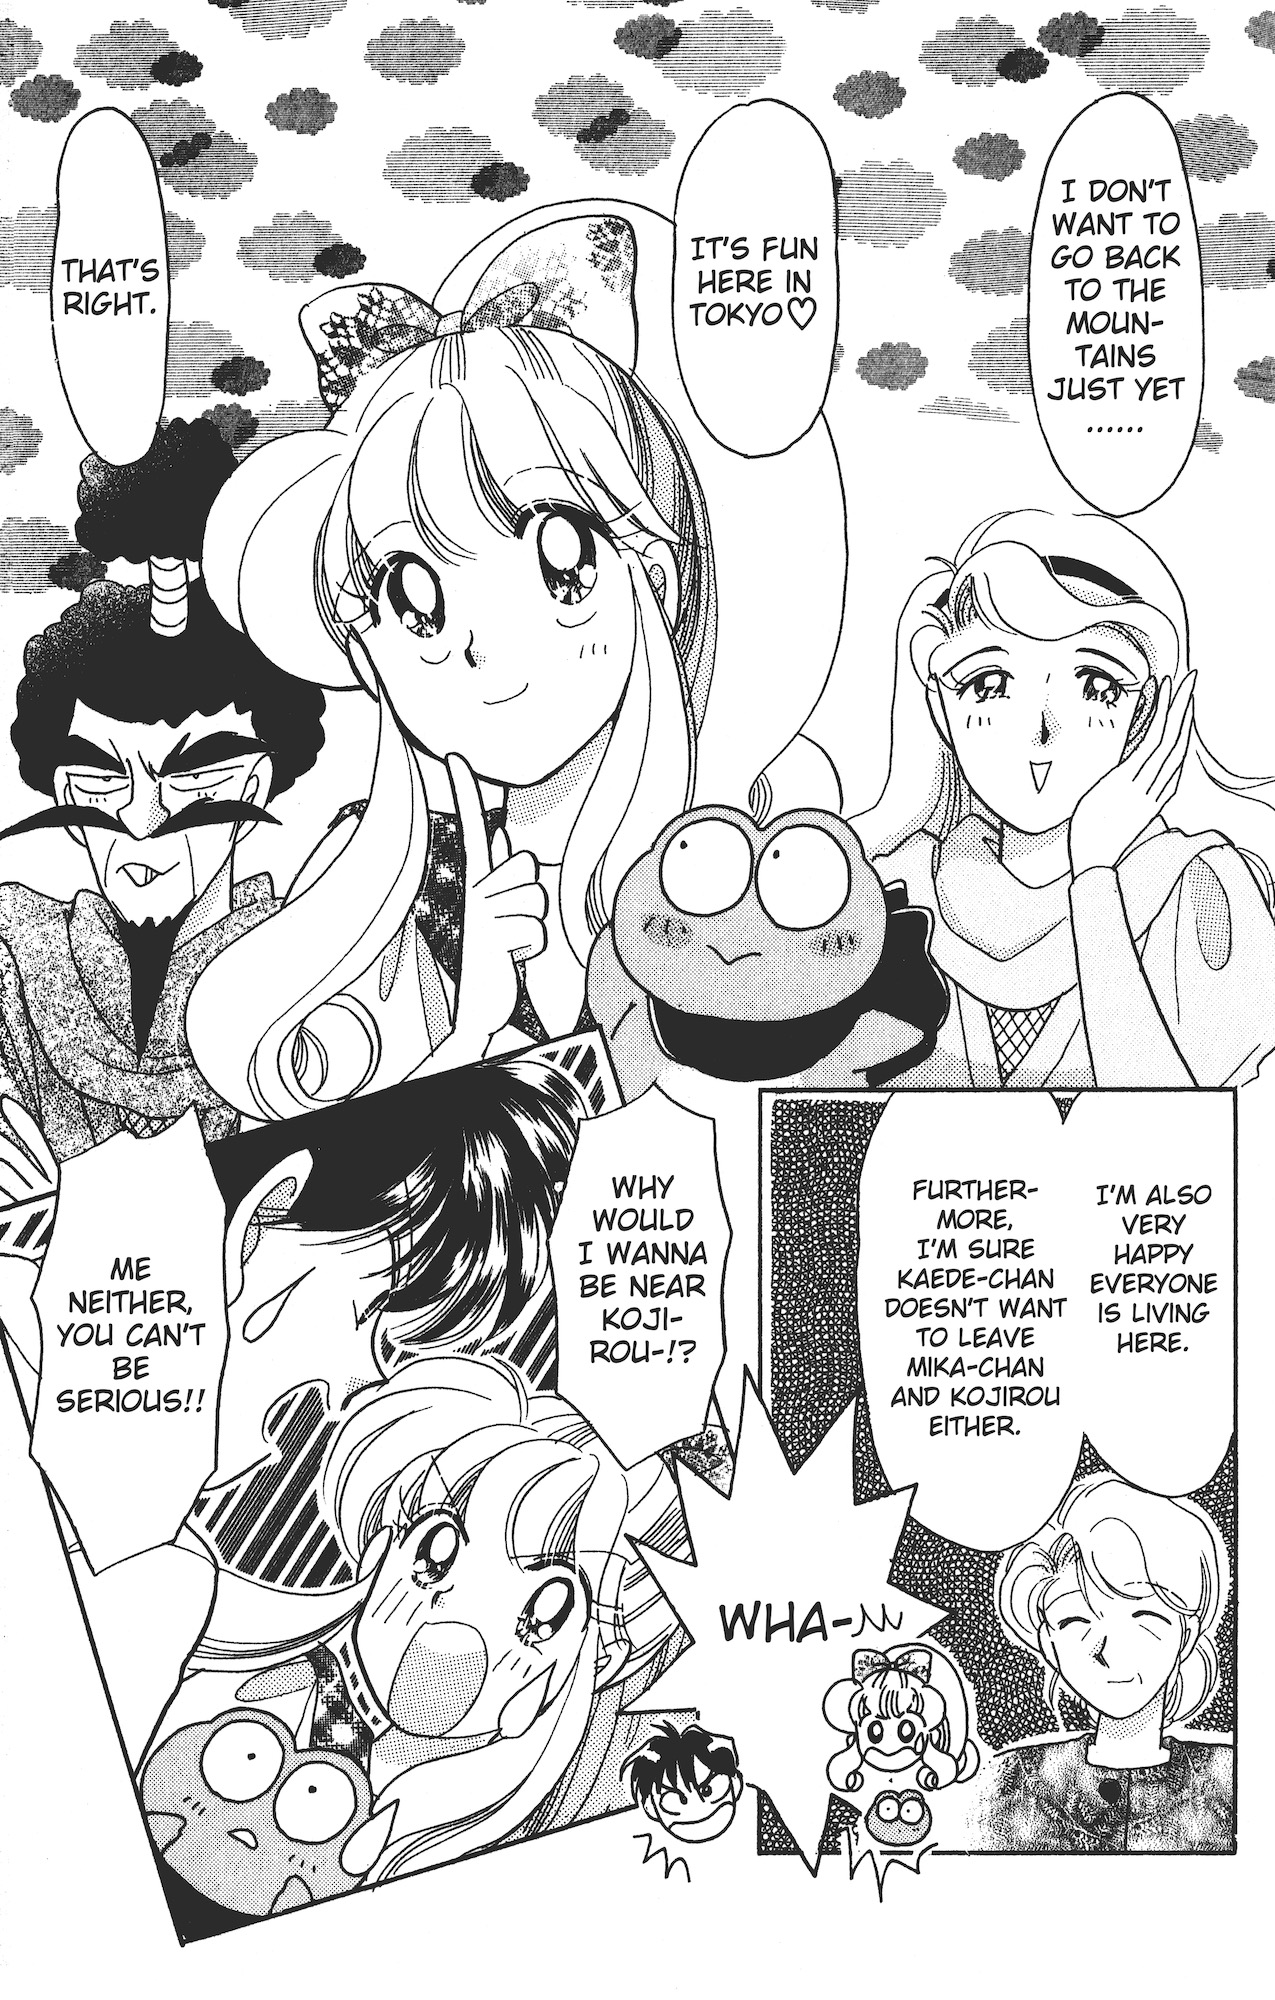 I DON'T
WANT TO
GO BACK
TO THE
MOUN-
TAINS
JUST YET
......
IT'S FUN
HERE IN
TOKYO♡
THAT'S
RIGHT.
I'M ALSO
VERY
HAPPY
EVERYONE
IS LIVING
HERE.
FURTHER-
MORE,
I'M SURE
KAEDE-CHAN
DOESN'T WANT
TO LEAVE
MIKA-CHAN
AND KOJIROU
EITHER.
WHA-
WHY
WOULD
I WANNA
BE NEAR
KOJI-
ROU-!?
ME
NEITHER,
YOU CAN'T
BE
SERIOUS!!